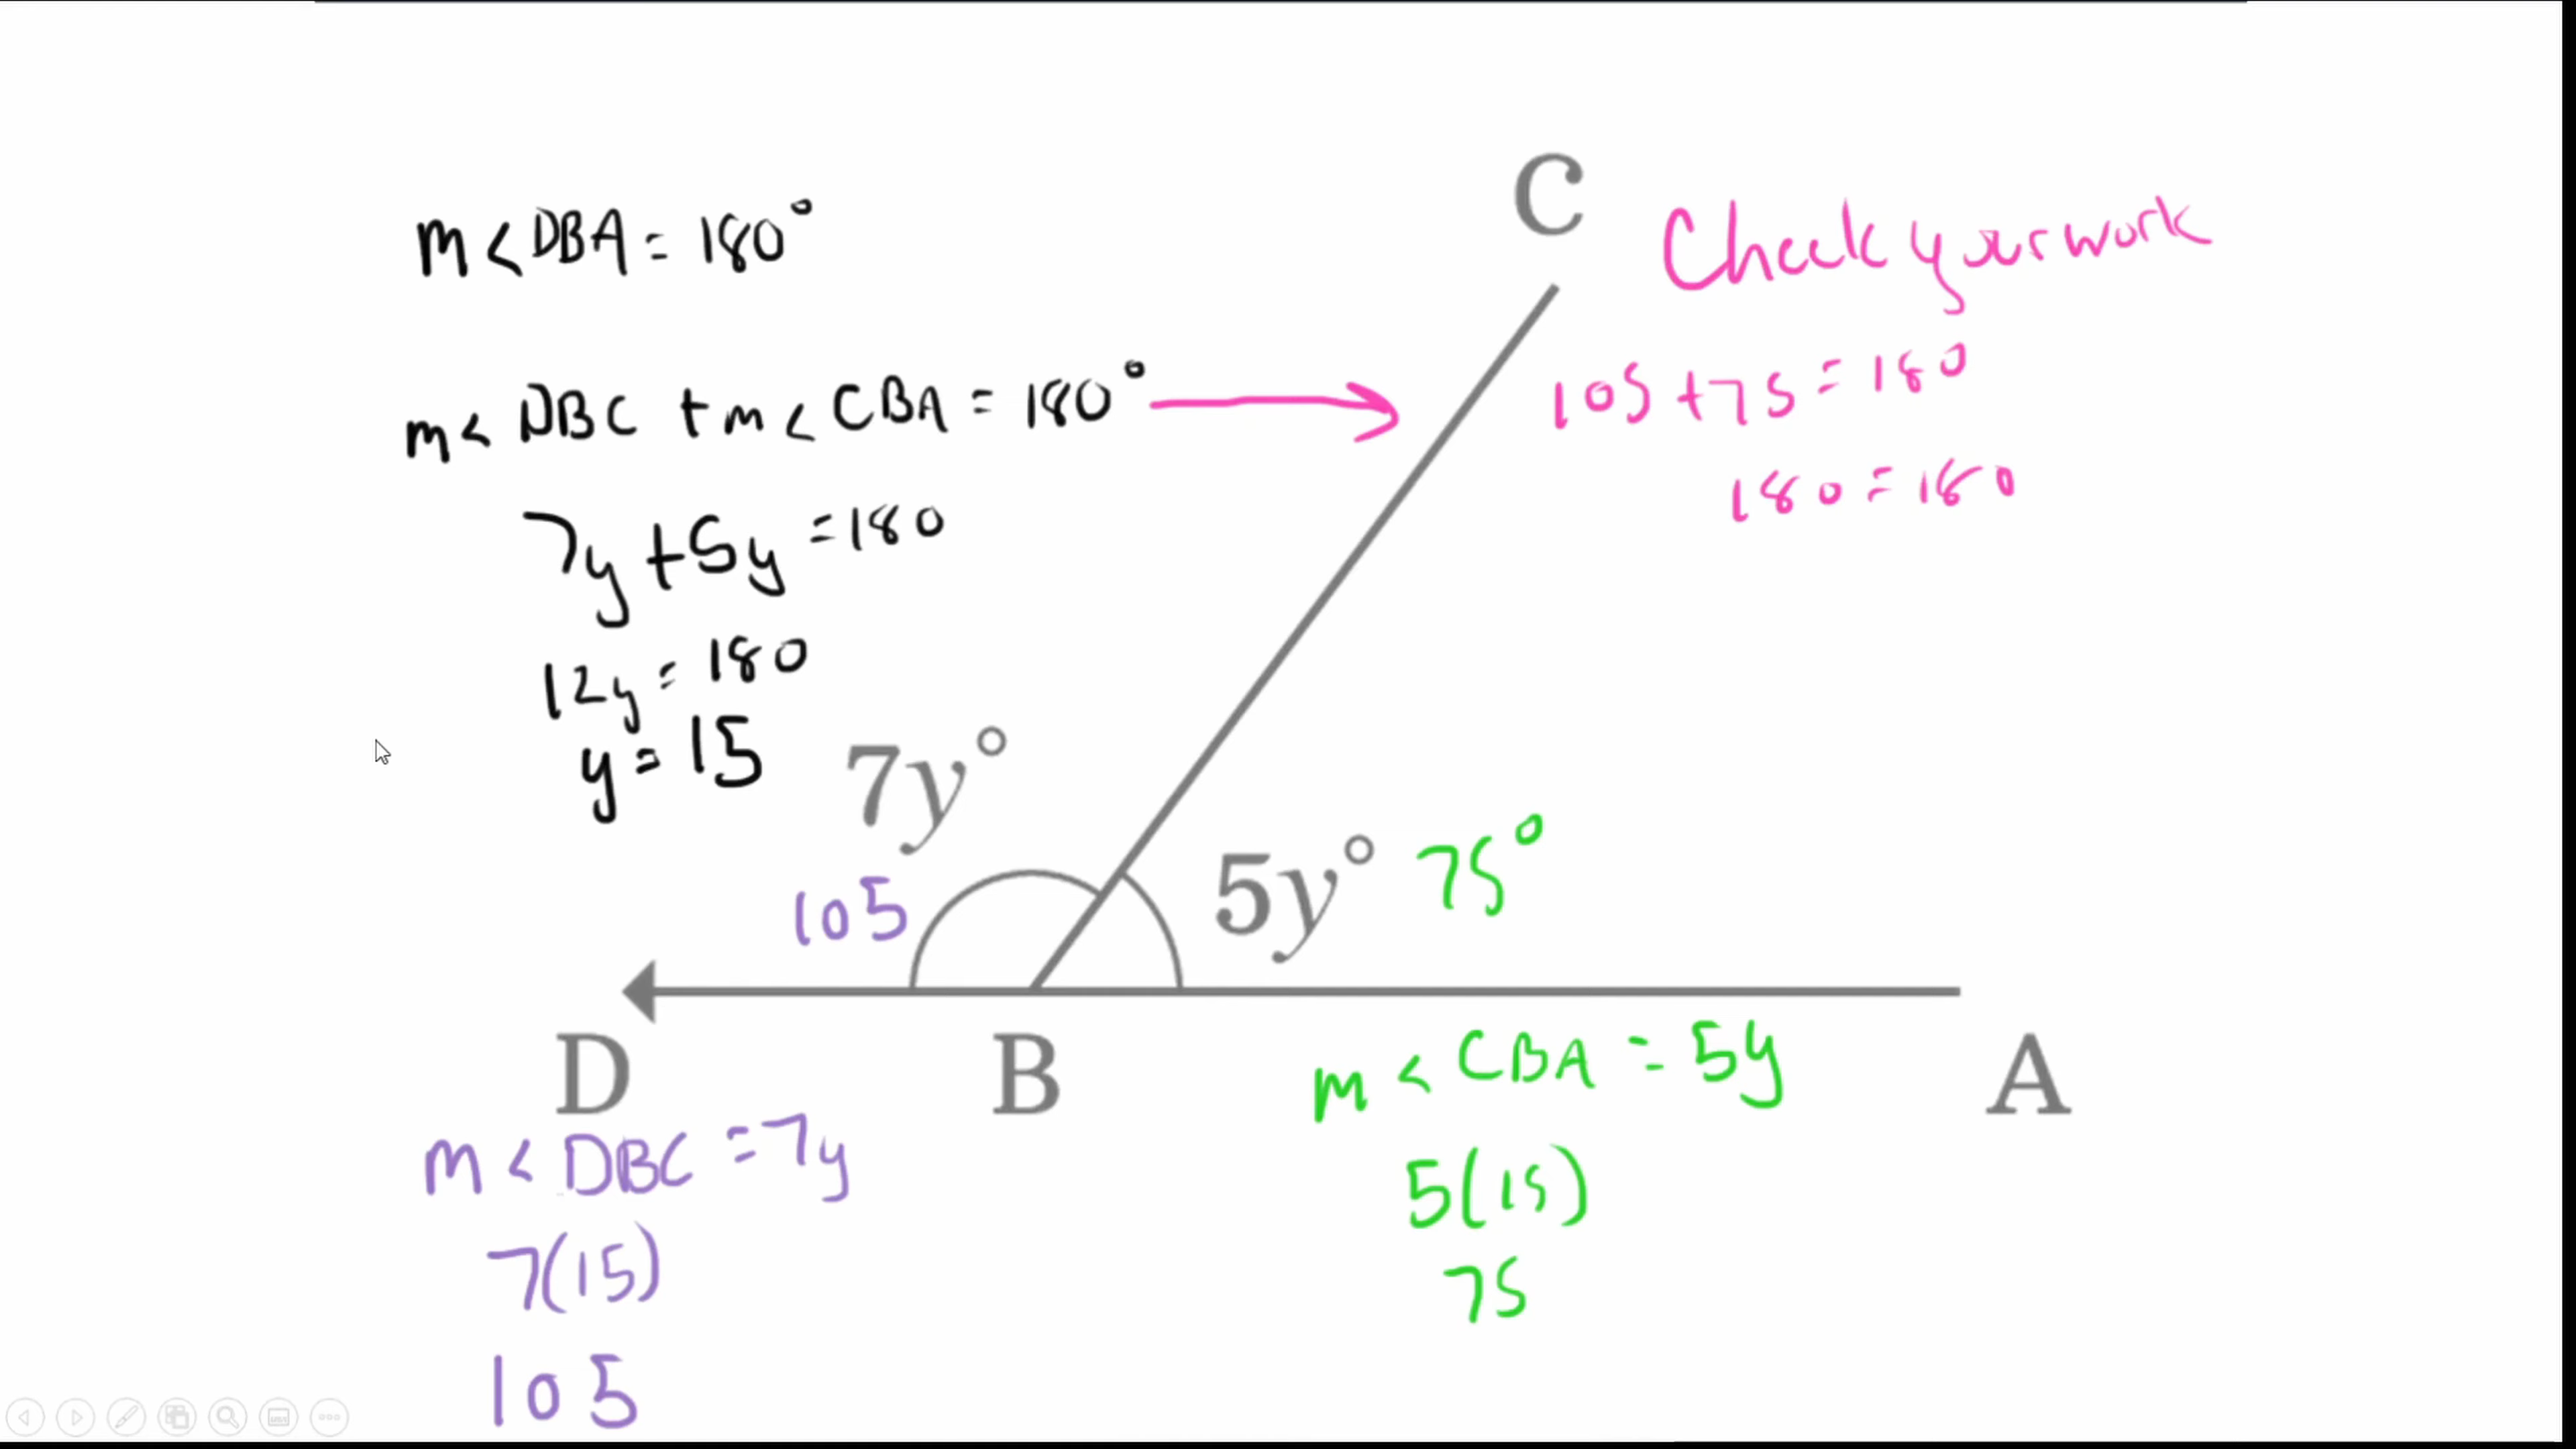 m < DBA = 180°
m < DBC + m < CBA = 180°
7y + 5y = 180
12y = 180
y = 15
C
Check your work
105 + 75 = 180
180 = 180
7y°
105
5y° 75°
D
B
A
m < DBC = 7y
7(15)
105
m < CBA = 5y
5(15)
75